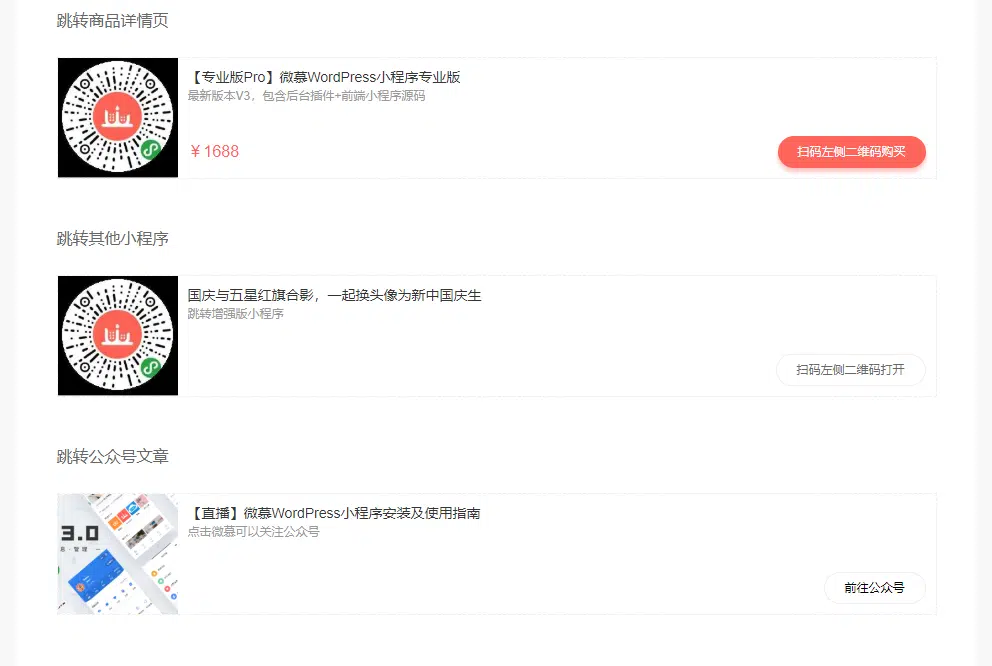 跳转商品详情页
【专业版Pro】微慕WordPress小程序专业版
最新版本V3，包含后台插件+前端小程序源码
￥1688
扫码左侧二维码购买
跳转其他小程序
国庆与五星红旗合影，一起换头像为新中国庆生
跳转增强版小程序
扫码左侧二维码打开
跳转公众号文章
【直播】微慕WordPress小程序安装及使用指南
3.0
点击微慕可以关注公众号
息·管理
前往公众号